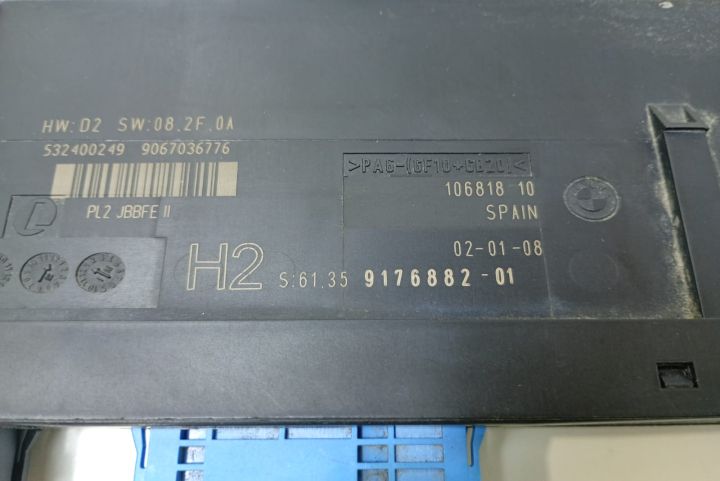 HW:D2 SW:08.2F.0A
532400249 9067036776
PL2 JBBFE II
>PA6-(GF10+GB20)<
106818 10
SPAIN
02-01-08
H2 S:61.35 9176882-01